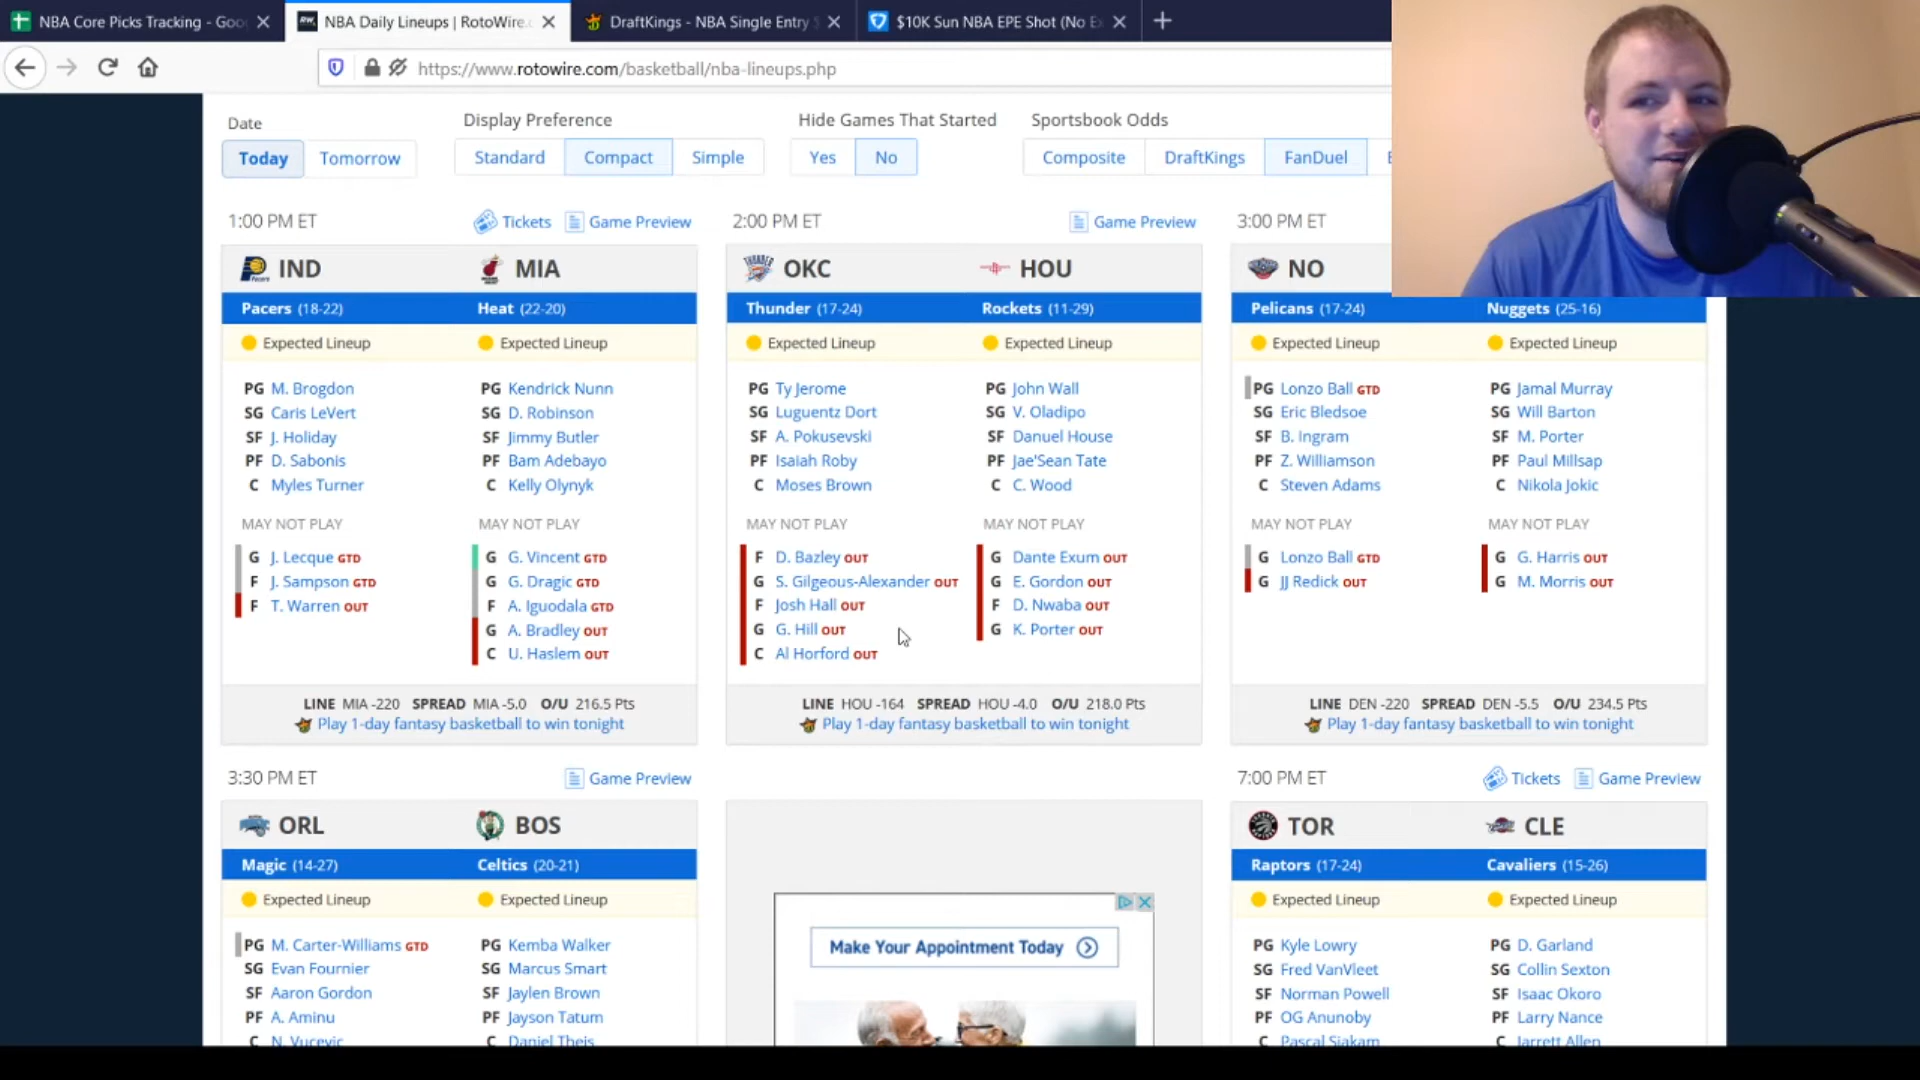 NBA Core Picks Tracking - Goo
NBA Daily Lineups | RotoWire.c
DraftKings - NBA Single Entry $
$10K Sun NBA EPE Shot (No E
https://www.rotowire.com/basketball/nba-lineups.php
Date
Display Preference
Hide Games That Started
Sportsbook Odds
Today
Tomorrow
Standard
Compact
Simple
Yes
No
Composite
DraftKings
FanDuel
1:00 PM ET
Tickets
Game Preview
IND
MIA
Pacers (18-22)
Heat (22-20)
Expected Lineup
Expected Lineup
PG M. Brogdon
PG Kendrick Nunn
SG Caris LeVert
SG D. Robinson
SF J. Holiday
SF Jimmy Butler
PF D. Sabonis
PF Bam Adebayo
C Myles Turner
C Kelly Olynyk
MAY NOT PLAY
MAY NOT PLAY
G J. Lecque GTD
G G. Vincent GTD
F J. Sampson GTD
G G. Dragic GTD
F T. Warren OUT
F A. Iguodala GTD
G A. Bradley OUT
C U. Haslem OUT
LINE MIA -220 SPREAD MIA -5.0 O/U 216.5 Pts
Play 1-day fantasy basketball to win tonight
2:00 PM ET
Game Preview
OKC
HOU
Thunder (17-24)
Rockets (11-29)
Expected Lineup
Expected Lineup
PG Ty Jerome
PG John Wall
SG Luguentz Dort
SG V. Oladipo
SF A. Pokusevski
SF Danuel House
PF Isaiah Roby
PF Jae'Sean Tate
C Moses Brown
C C. Wood
MAY NOT PLAY
MAY NOT PLAY
F D. Bazley OUT
G Dante Exum OUT
G S. Gilgeous-Alexander OUT
G E. Gordon OUT
F Josh Hall OUT
F D. Nwaba OUT
G G. Hill OUT
G K. Porter OUT
C Al Horford OUT
LINE HOU -164 SPREAD HOU -4.0 O/U 218.0 Pts
Play 1-day fantasy basketball to win tonight
3:00 PM ET
NO
Pelicans (17-24)
Nuggets (25-16)
Expected Lineup
Expected Lineup
PG Lonzo Ball GTD
PG Jamal Murray
SG Eric Bledsoe
SG Will Barton
SF B. Ingram
SF M. Porter
PF Z. Williamson
PF Paul Millsap
C Steven Adams
C Nikola Jokic
MAY NOT PLAY
MAY NOT PLAY
G Lonzo Ball GTD
G G. Harris OUT
G JJ Redick OUT
G M. Morris OUT
LINE DEN -220 SPREAD DEN -5.5 O/U 234.5 Pts
Play 1-day fantasy basketball to win tonight
3:30 PM ET
Game Preview
ORL
BOS
Magic (14-27)
Celtics (20-21)
Expected Lineup
Expected Lineup
PG M. Carter-Williams GTD
PG Kemba Walker
SG Evan Fournier
SG Marcus Smart
SF Aaron Gordon
SF Jaylen Brown
PF A. Aminu
PF Jayson Tatum
C N. Vucevic
C Daniel Theis
Make Your Appointment Today
7:00 PM ET
Tickets
Game Preview
TOR
CLE
Raptors (17-24)
Cavaliers (15-26)
Expected Lineup
Expected Lineup
PG Kyle Lowry
PG D. Garland
SG Fred VanVleet
SG Collin Sexton
SF Norman Powell
SF Isaac Okoro
PF OG Anunoby
PF Larry Nance
C Pascal Siakam
C Jarrett Allen